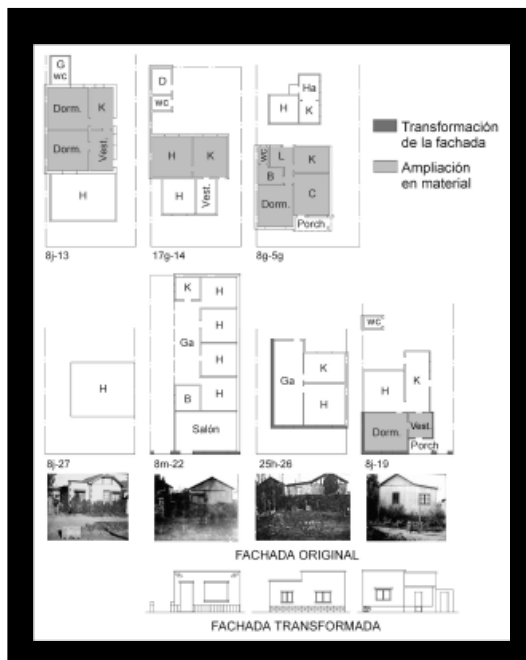 G
WC
Dorm.
K
Dorm.
Vest.
H
8j-13
D
WC
H
K
H
Vest.
17g-14
Ha
H
K
WC
L
K
B
C
Dorm.
Porch
8g-5g
Transformación
de la fachada
Ampliación
en material
H
8j-27
K
H
H
Ga
H
B
H
Salón
8m-22
Ga
K
H
25h-26
WC
H
K
Dorm.
Vest.
Porch
8j-19
FACHADA ORIGINAL
FACHADA TRANSFORMADA